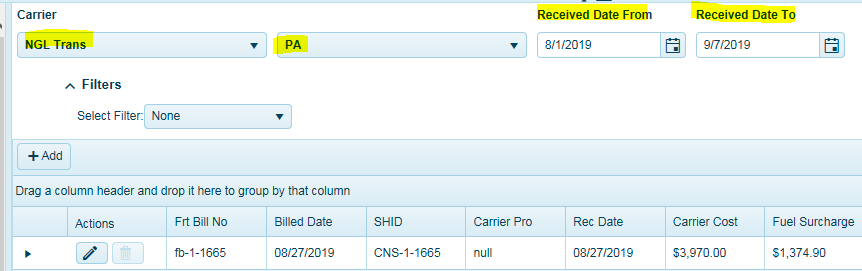 Carrier Received Date From Received Date To
NGL Trans PA 8/1/2019 9/7/2019
Filters
Select Filter: None
+ Add
Drag a column header and drop it here to group by that column
Actions Frt Bill No Billed Date SHID Carrier Pro Rec Date Carrier Cost Fuel Surcharge
fb-1-1665 08/27/2019 CNS-1-1665 null 08/27/2019 $3,970.00 $1,374.90